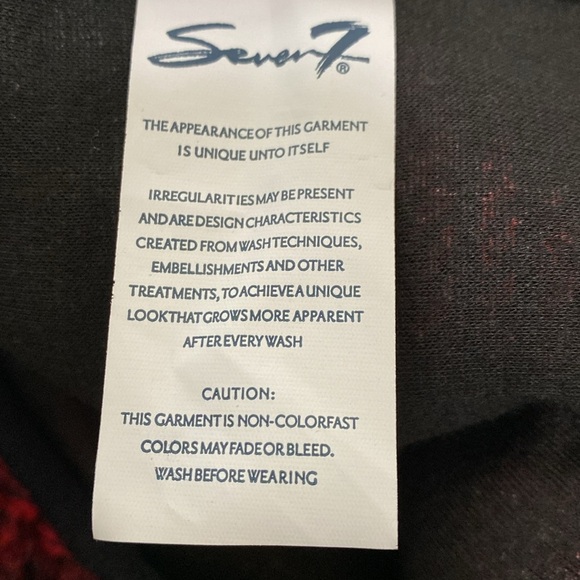 Seven7®
THE APPEARANCE OF THIS GARMENT
IS UNIQUE UNTO ITSELF
IRREGULARITIES MAY BE PRESENT
AND ARE DESIGN CHARACTERISTICS
CREATED FROM WASH TECHNIQUES,
EMBELLISHMENTS AND OTHER
TREATMENTS, TO ACHIEVE A UNIQUE
LOOK THAT GROWS MORE APPARENT
AFTER EVERY WASH
CAUTION:
THIS GARMENT IS NON-COLORFAST
COLORS MAY FADE OR BLEED.
WASH BEFORE WEARING